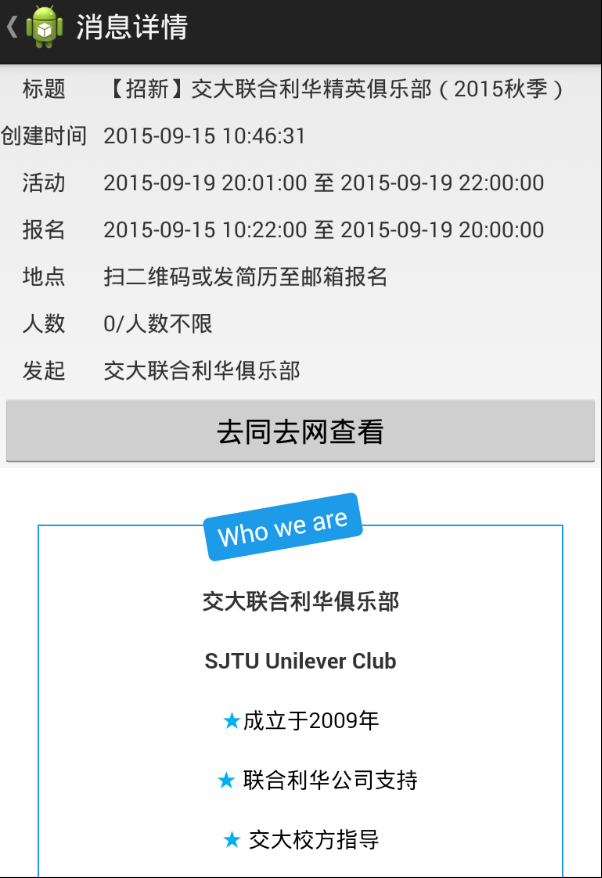 消息详情
标题 【招新】交大联合利华精英俱乐部（2015秋季）
创建时间 2015-09-15 10:46:31
活动 2015-09-19 20:01:00 至 2015-09-19 22:00:00
报名 2015-09-15 10:22:00 至 2015-09-19 20:00:00
地点 扫二维码或发简历至邮箱报名
人数 0/人数不限
发起 交大联合利华俱乐部
去同去网查看
Who we are
交大联合利华俱乐部
SJTU Unilever Club
★成立于2009年
★ 联合利华公司支持
★ 交大校方指导